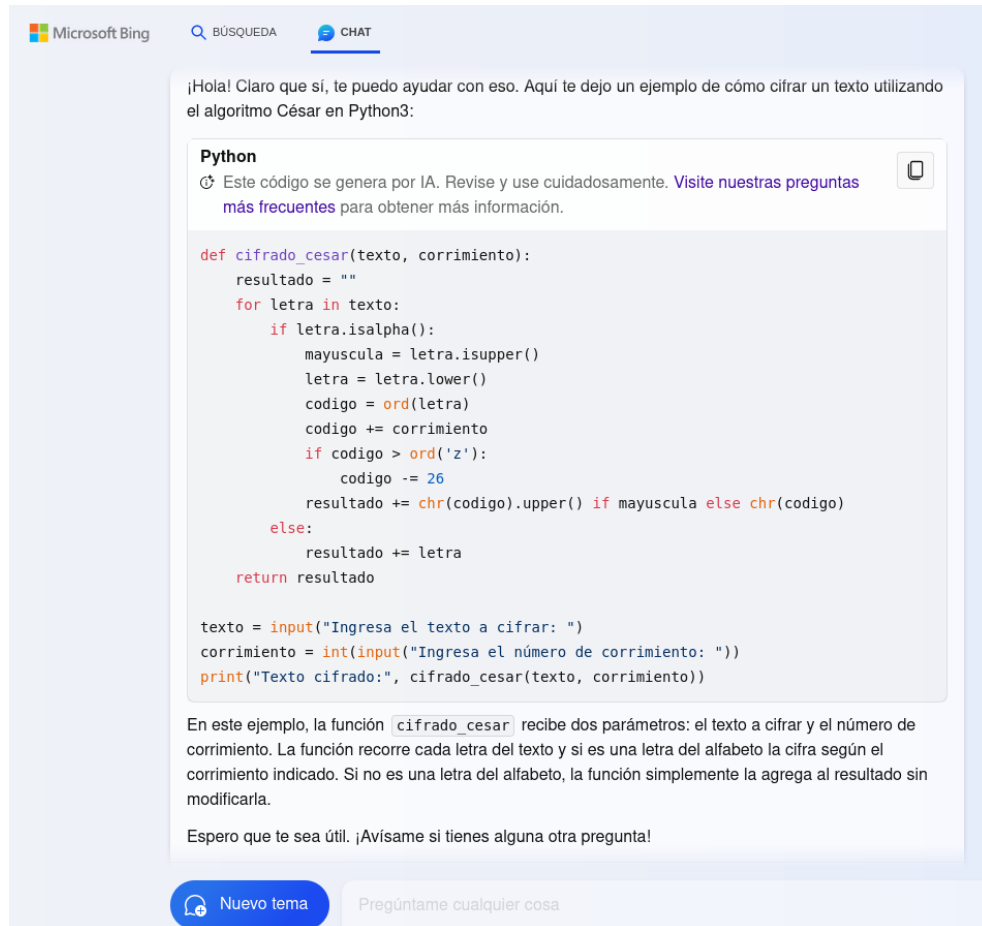 Microsoft Bing
BÚSQUEDA
CHAT
¡Hola! Claro que sí, te puedo ayudar con eso. Aquí te dejo un ejemplo de cómo cifrar un texto utilizando
el algoritmo César en Python3:
Python
Este código se genera por IA. Revise y use cuidadosamente. Visite nuestras preguntas
más frecuentes para obtener más información.
def cifrado_cesar(texto, corrimiento):
    resultado = ""
    for letra in texto:
        if letra.isalpha():
            mayuscula = letra.isupper()
            letra = letra.lower()
            codigo = ord(letra)
            codigo += corrimiento
            if codigo > ord('z'):
                codigo -= 26
            resultado += chr(codigo).upper() if mayuscula else chr(codigo)
        else:
            resultado += letra
    return resultado
texto = input("Ingresa el texto a cifrar: ")
corrimiento = int(input("Ingresa el número de corrimiento: "))
print("Texto cifrado:", cifrado_cesar(texto, corrimiento))
En este ejemplo, la función cifrado_cesar recibe dos parámetros: el texto a cifrar y el número de
corrimiento. La función recorre cada letra del texto y si es una letra del alfabeto la cifra según el
corrimiento indicado. Si no es una letra del alfabeto, la función simplemente la agrega al resultado sin
modificarla.
Espero que te sea útil. ¡Avísame si tienes alguna otra pregunta!
Nuevo tema
Pregúntame cualquier cosa